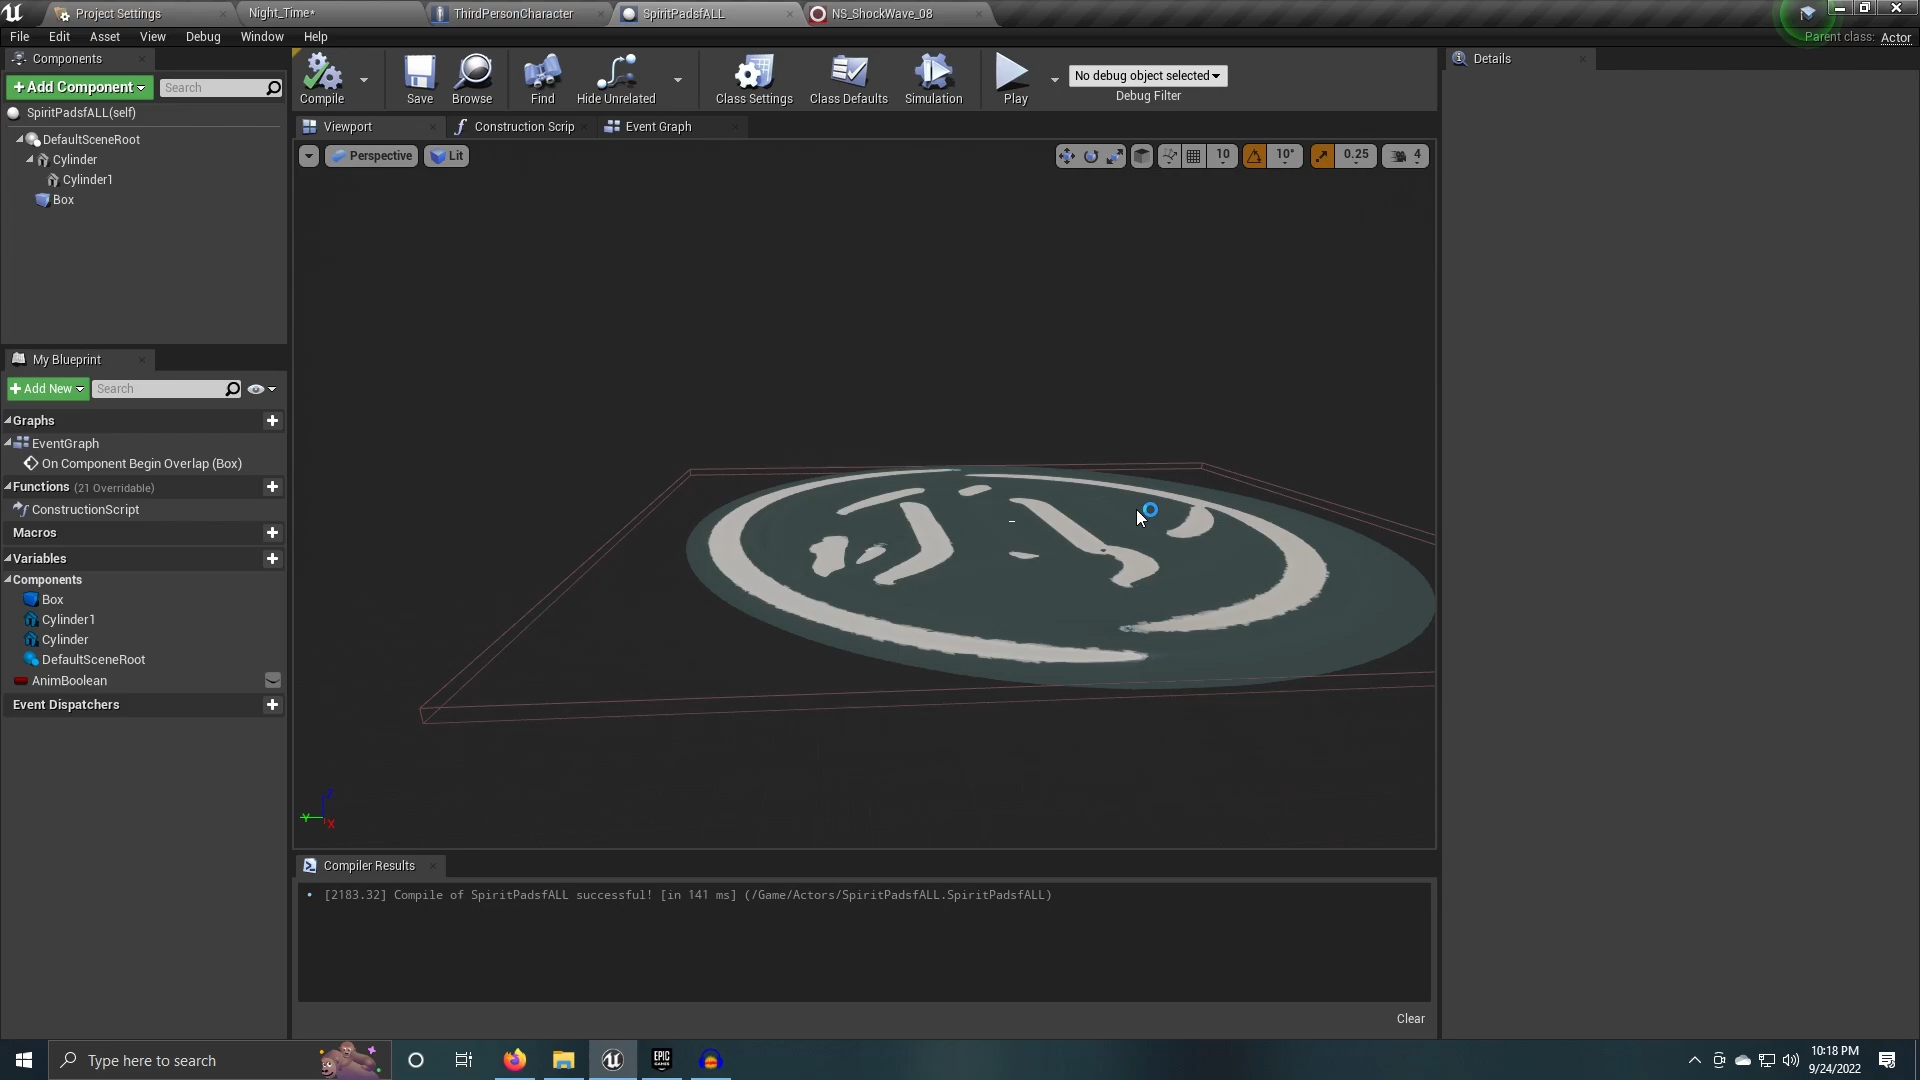 Project Settings
Night_Time*
ThirdPersonCharacter
SpiritPadsfALL
NS_ShockWave_08
File Edit Asset View Debug Window Help
Parent class: Actor
Components
+Add Component
Search
SpiritPadsfALL(self)
DefaultSceneRoot
Cylinder
Cylinder1
Box
Compile
Save
Browse
Find
Hide Unrelated
Class Settings
Class Defaults
Simulation
Play
No debug object selected
Debug Filter
Details
Viewport
Construction Scrip
Event Graph
Perspective
Lit
10
10°
0.25
4
My Blueprint
+Add New
Search
Graphs
EventGraph
On Component Begin Overlap (Box)
Functions (21 Overridable)
ConstructionScript
Macros
Variables
Components
Box
Cylinder1
Cylinder
DefaultSceneRoot
AnimBoolean
Event Dispatchers
Z
Y
X
Compiler Results
[2183.32] Compile of SpiritPadsfALL successful! [in 141 ms] (/Game/Actors/SpiritPadsfALL.SpiritPadsfALL)
Clear
Type here to search
EPIC GAMES
10:18 PM
9/24/2022